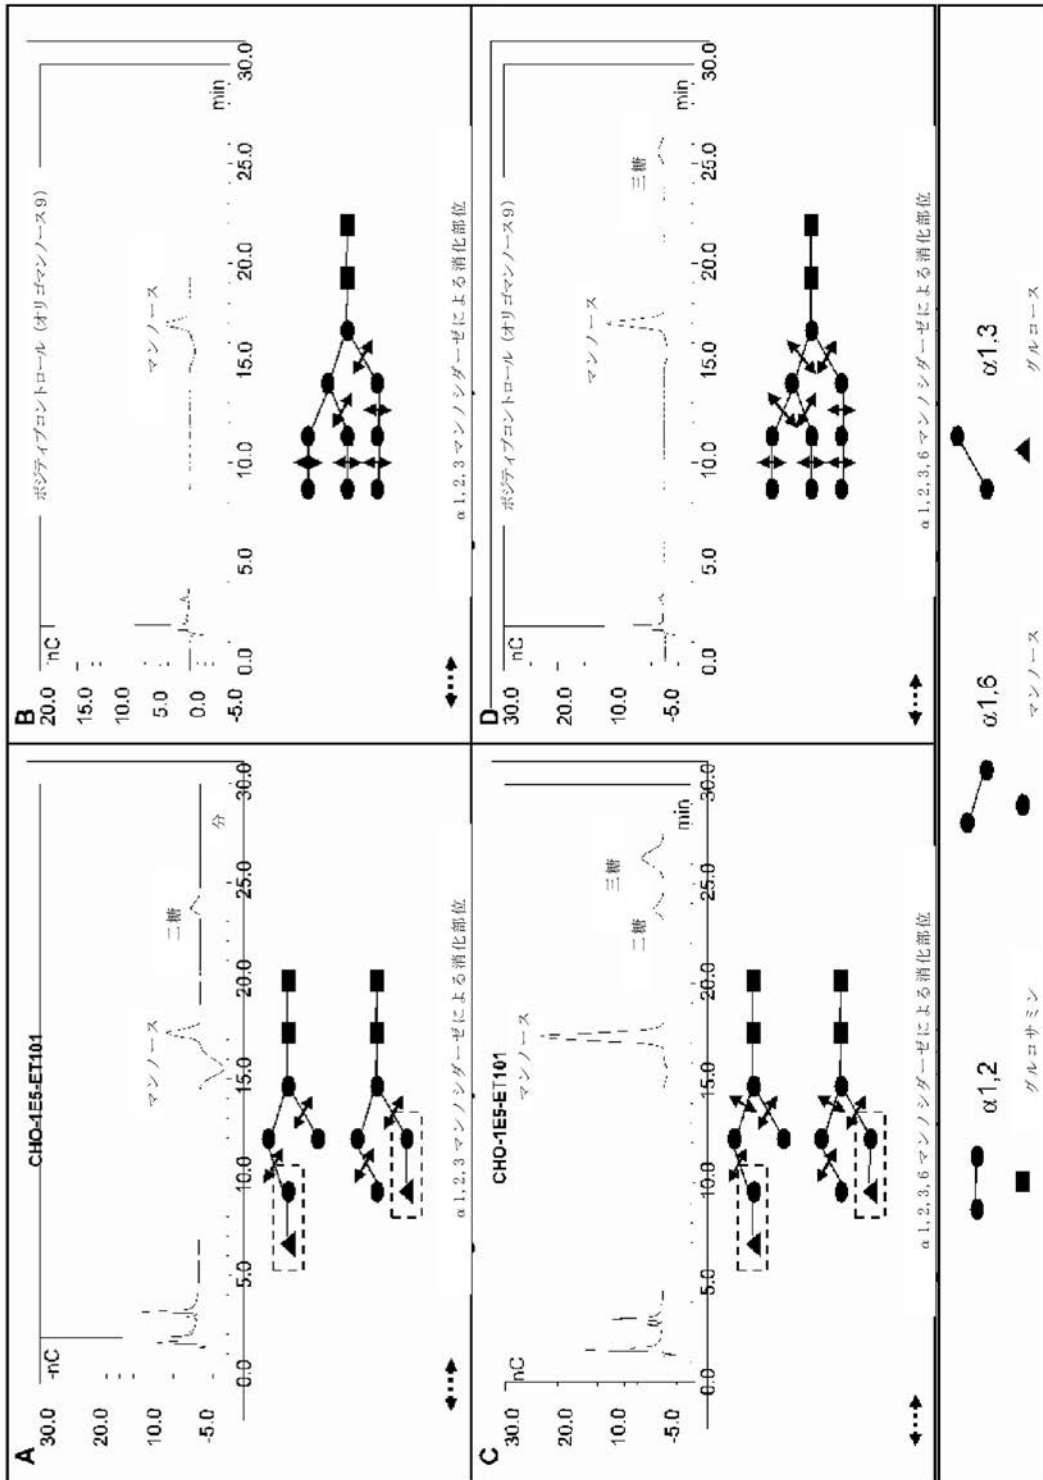 A
CHO-1E5-ET101
nC
30.0
20.0
10.0
-5.0
マンノース
二糖
0.0 5.0 10.0 15.0 20.0 25.0 30.0
分
α1,2,3 マンノシダーゼによる消化部位
B
ポジティブコントロール (オリゴマンノース9)
nC
20.0
15.0
10.0
5.0
0.0
-5.0
マンノース
0.0 5.0 10.0 15.0 20.0 25.0 30.0
min
α1,2,3 マンノシダーゼによる消化部位
C
CHO-1E5-ET101
nC
30.0
20.0
10.0
-5.0
マンノース
二糖
三糖
0.0 5.0 10.0 15.0 20.0 25.0 30.0
min
α1,2,3,6 マンノシダーゼによる消化部位
D
ポジティブコントロール (オリゴマンノース9)
nC
30.0
20.0
10.0
-5.0
マンノース
三糖
0.0 5.0 10.0 15.0 20.0 25.0 30.0
min
α1,2,3,6 マンノシダーゼによる消化部位
α1,2
α1,6
α1,3
グルコサミン
マンノース
グルコース